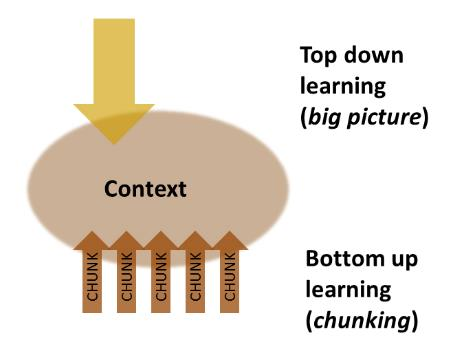 Top down
learning
(big picture)
Context
CHUNK
CHUNK
CHUNK
CHUNK
CHUNK
Bottom up
learning
(chunking)